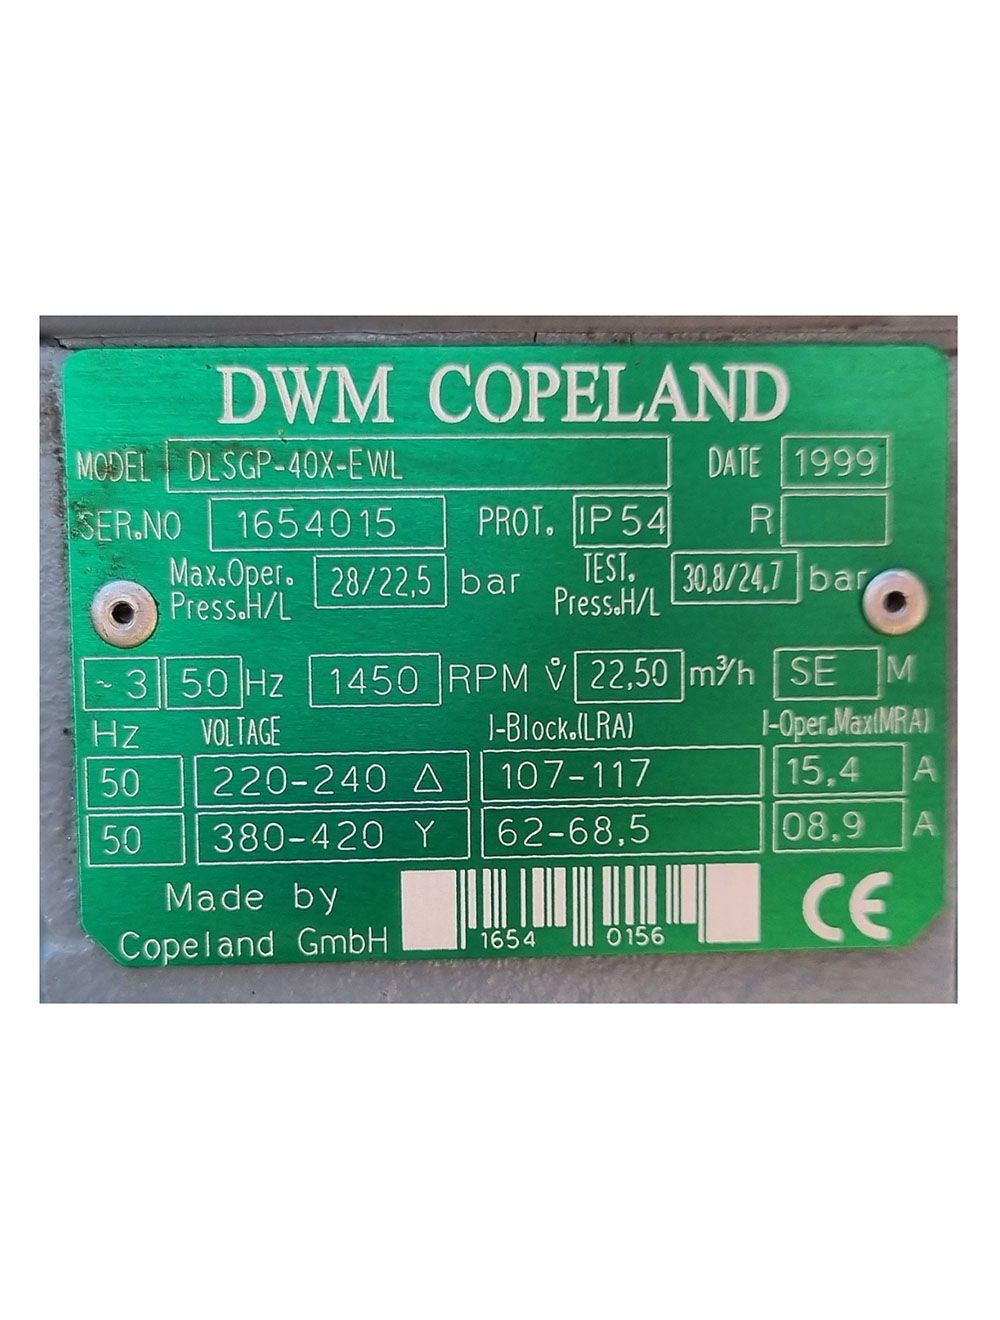 DWM COPELAND
MODEL DLSGP-40X-EWL DATE 1999
SER.NO 1654015 PROT. IP 54 R
Max.Oper. Press.H/L 28/22,5 bar TEST. Press.H/L 30,8/24,7 bar
~3 50 Hz 1450 RPM V̊ 22,50 m³/h SE M
Hz VOLTAGE I-Block.(LRA) I-Oper.Max(MRA)
50 220-240 Δ 107-117 15,4 A
50 380-420 Y 62-68,5 08,9 A
Made by
Copeland GmbH 1654 0156 CE